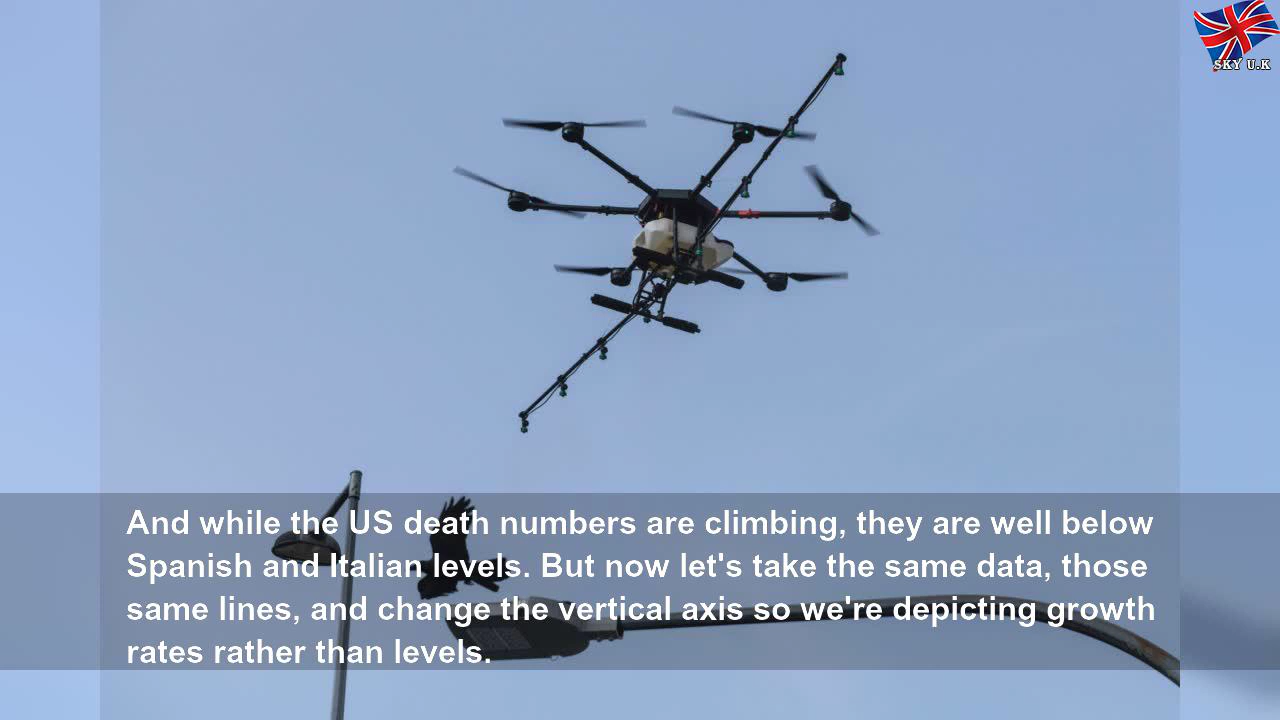 SKY U.K
And while the US death numbers are climbing, they are well below
Spanish and Italian levels. But now let's take the same data, those
same lines, and change the vertical axis so we're depicting growth
rates rather than levels.